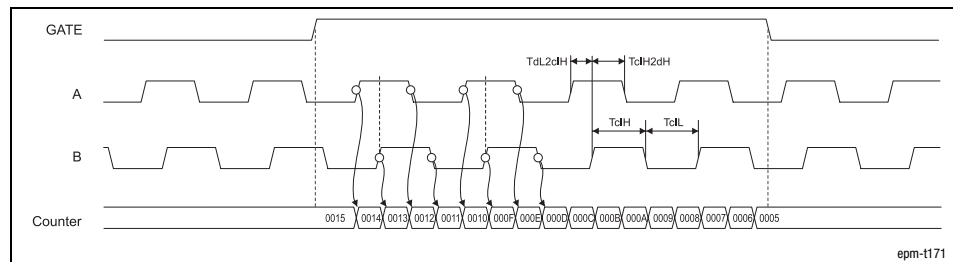 GATE
TdL2clH TclH2dH
A
TclH TclL
B
Counter 0015 0014 0013 0012 0011 0010 000F 000E 000D 000C 000B 000A 0009 0008 0007 0006 0005
epm-t171